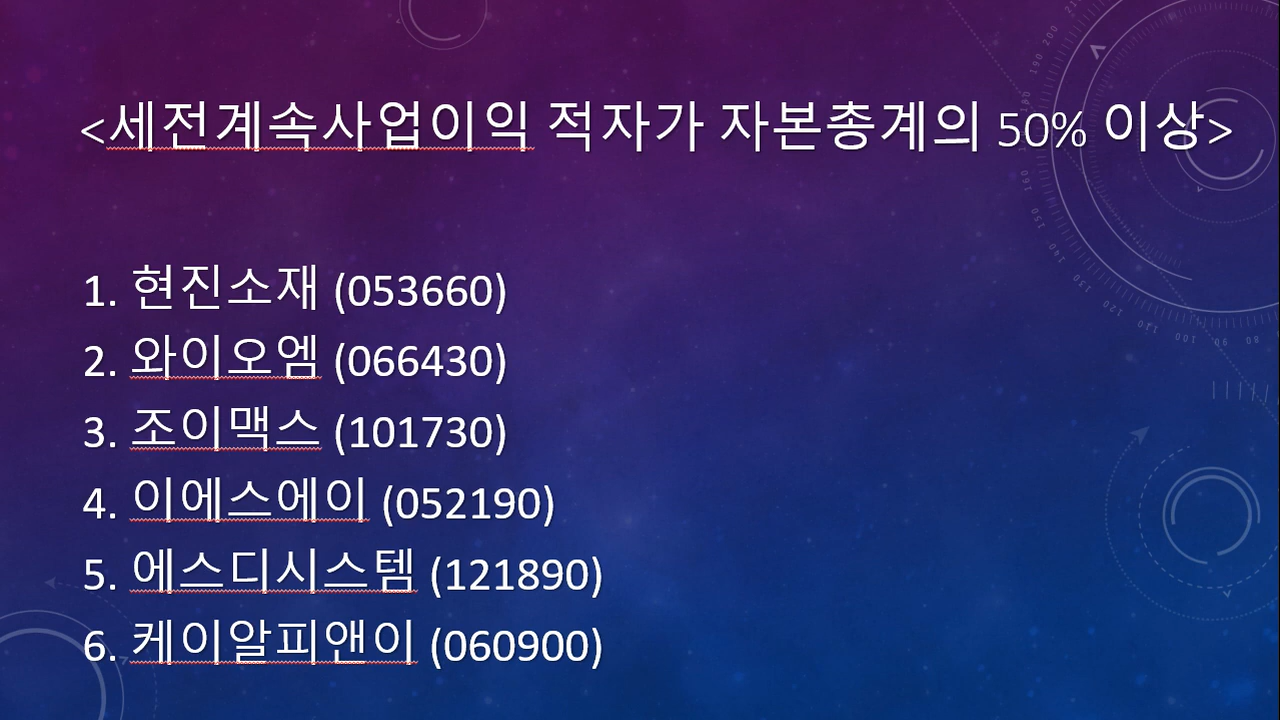 <세전계속사업이익 적자가 자본총계의 50% 이상>
1. 현진소재 (053660)
2. 와이오엠 (066430)
3. 조이맥스 (101730)
4. 이에스에이 (052190)
5. 에스디시스템 (121890)
6. 케이알피앤이 (060900)